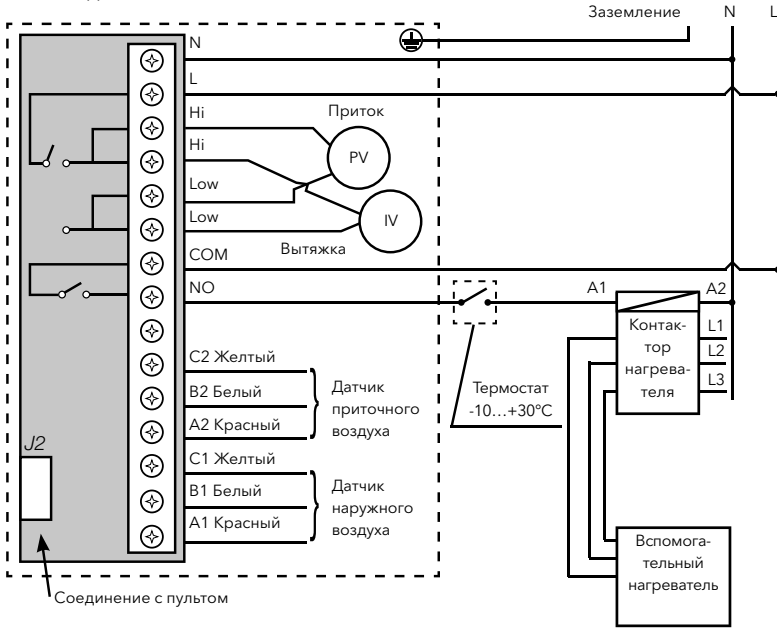 Заземление
N
L
N
L
Hi
Приток
Hi
PV
Low
Low
IV
Вытяжка
COM
NO
A1
A2
Контак-
тор
нагрева-
теля
L1
L2
L3
Термостат
-10...+30°C
C2 Желтый
B2 Белый
A2 Красный
Датчик
приточного
воздуха
J2
C1 Желтый
B1 Белый
A1 Красный
Датчик
наружного
воздуха
Вспомога-
тельный
нагреватель
Соединение с пультом